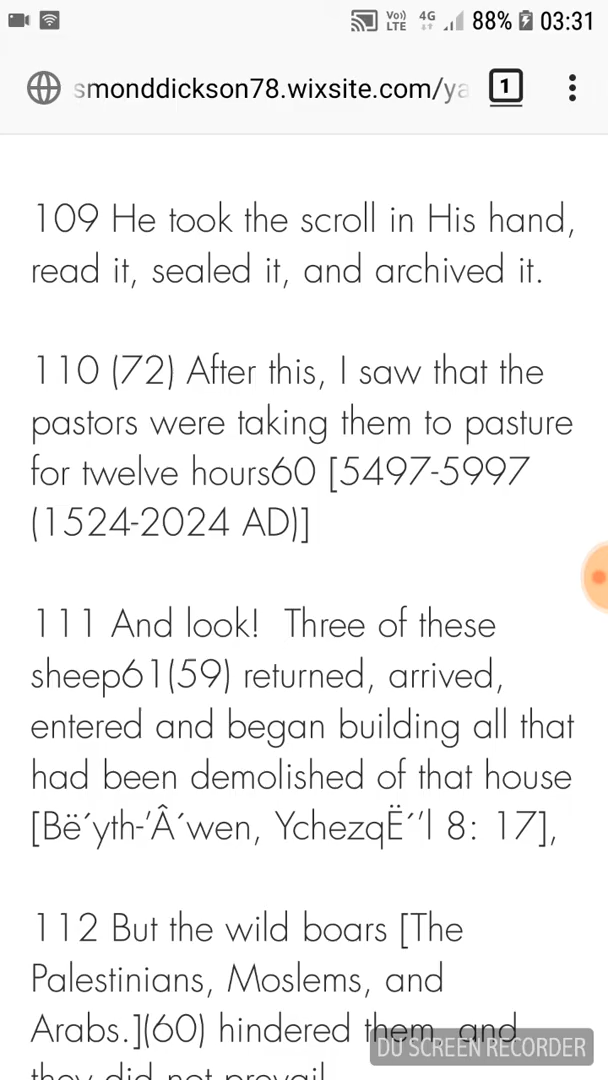 Vo) LTE 4G 88% 03:31
smonddickson78.wixsite.com/ya 1
109 He took the scroll in His hand,
read it, sealed it, and archived it.
110 (72) After this, I saw that the
pastors were taking them to pasture
for twelve hours60 [5497-5997
(1524-2024 AD)]
111 And look!  Three of these
sheep61(59) returned, arrived,
entered and began building all that
had been demolished of that house
[Bë´yth-’Â´wen, YchezqË´’l 8: 17],
112 But the wild boars [The
Palestinians, Moslems, and
Arabs.](60) hindered them, and
they did not prevail
DU SCREEN RECORDER